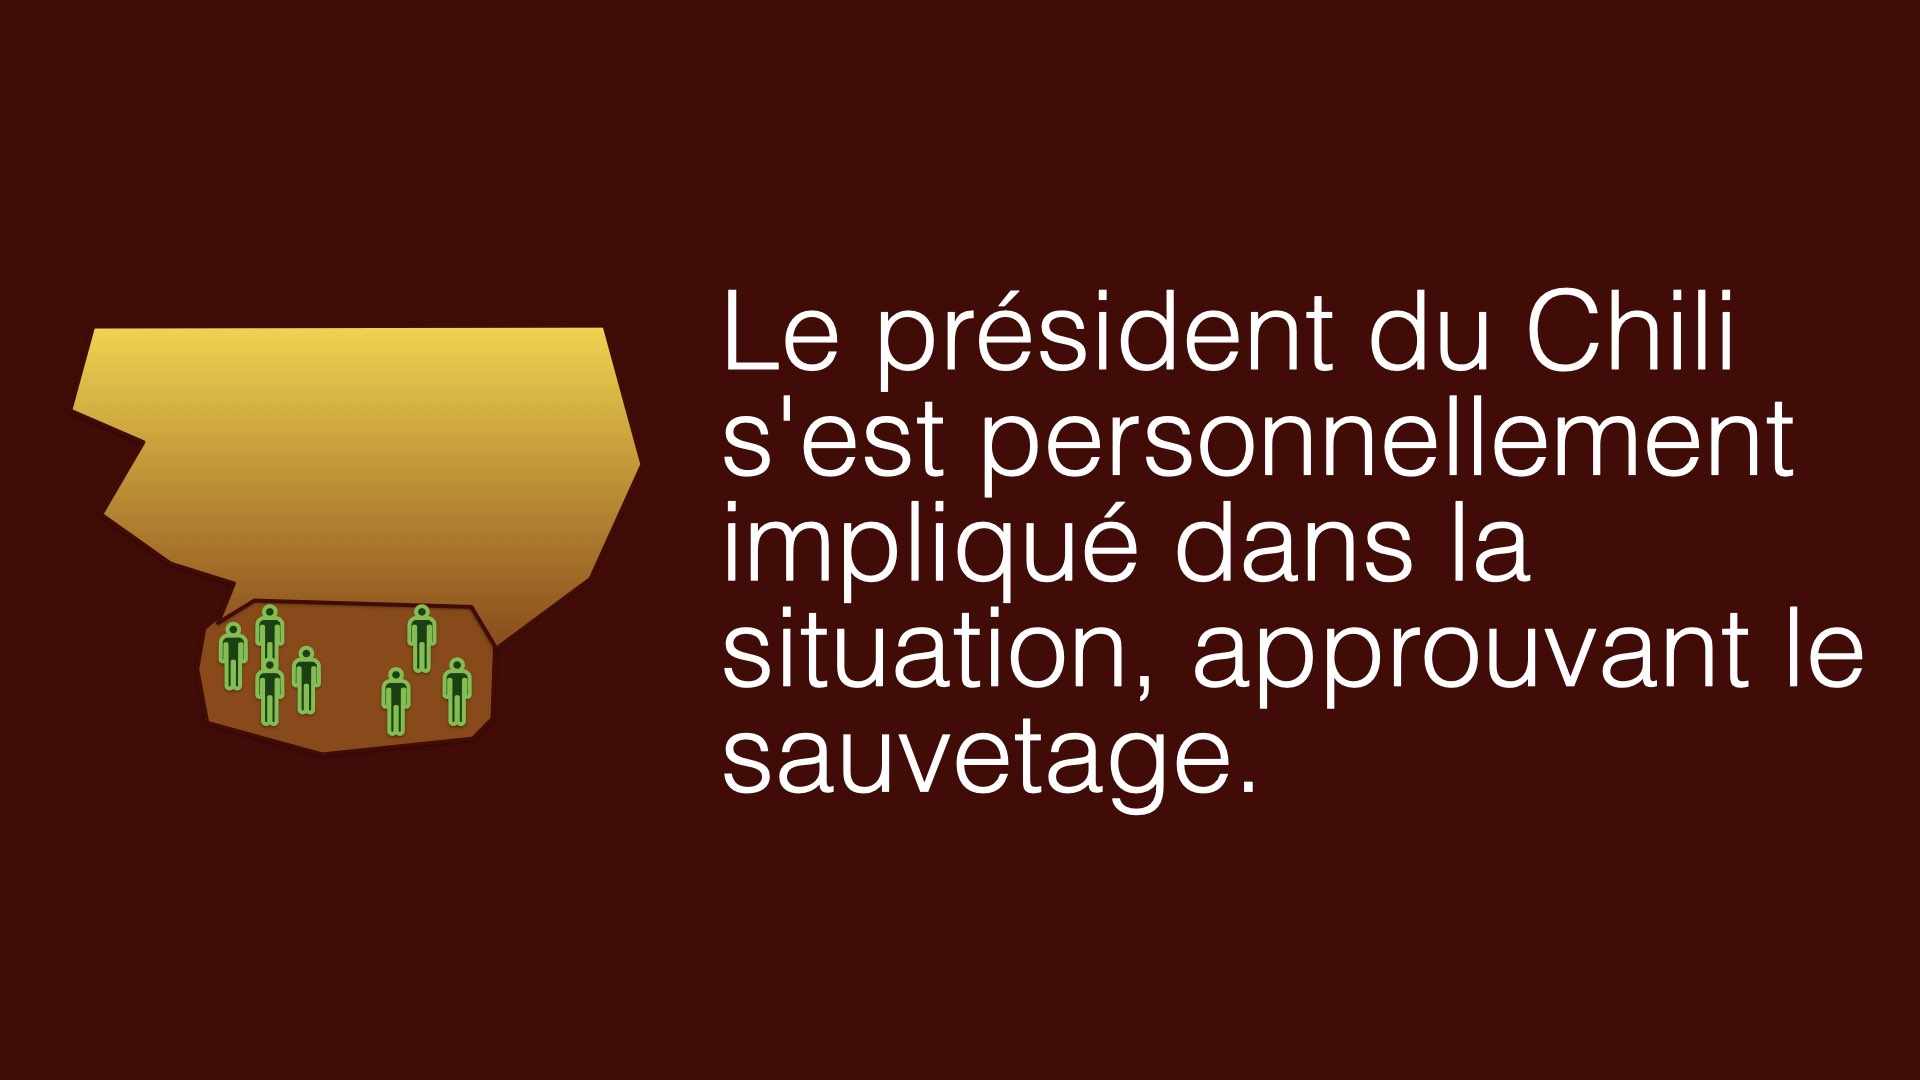 Le président du Chili
s'est personnellement
impliqué dans la
situation, approuvant le
sauvetage.